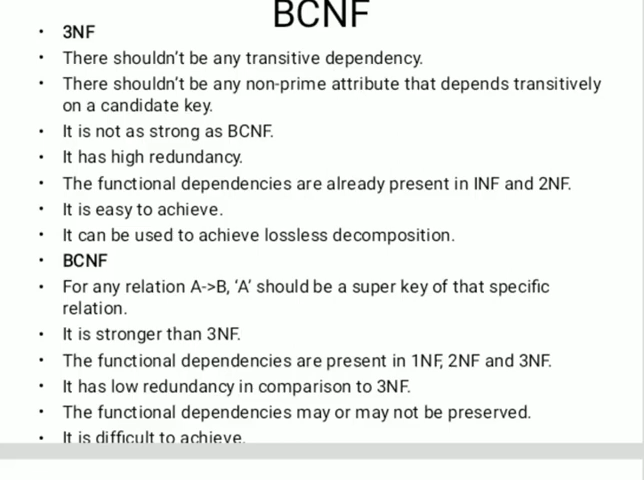 BCNF
• 3NF
• There shouldn't be any transitive dependency.
• There shouldn't be any non-prime attribute that depends transitively
on a candidate key.
• It is not as strong as BCNF.
• It has high redundancy.
• The functional dependencies are already present in INF and 2NF.
• It is easy to achieve.
• It can be used to achieve lossless decomposition.
• BCNF
• For any relation A->B, ‘A’ should be a super key of that specific
relation.
• It is stronger than 3NF.
• The functional dependencies are present in 1NF, 2NF and 3NF.
• It has low redundancy in comparison to 3NF.
• The functional dependencies may or may not be preserved.
• It is difficult to achieve.